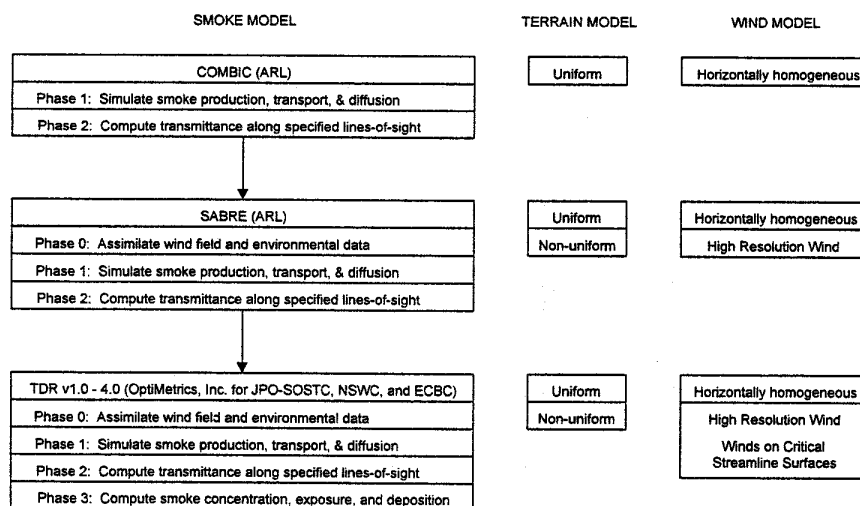 SMOKE MODEL TERRAIN MODEL WIND MODEL
COMBIC (ARL) Uniform Horizontally homogeneous
Phase 1: Simulate smoke production, transport, & diffusion
Phase 2: Compute transmittance along specified lines-of-sight
SABRE (ARL) Uniform Horizontally homogeneous
Phase 0: Assimilate wind field and environmental data Non-uniform High Resolution Wind
Phase 1: Simulate smoke production, transport, & diffusion
Phase 2: Compute transmittance along specified lines-of-sight
TDR v1.0 - 4.0 (OptiMetrics, Inc. for JPO-SOSTC, NSWC, and ECBC) Uniform Horizontally homogeneous
Phase 0: Assimilate wind field and environmental data Non-uniform High Resolution Wind
Phase 1: Simulate smoke production, transport, & diffusion Winds on Critical
Phase 2: Compute transmittance along specified lines-of-sight Streamline Surfaces
Phase 3: Compute smoke concentration, exposure, and deposition